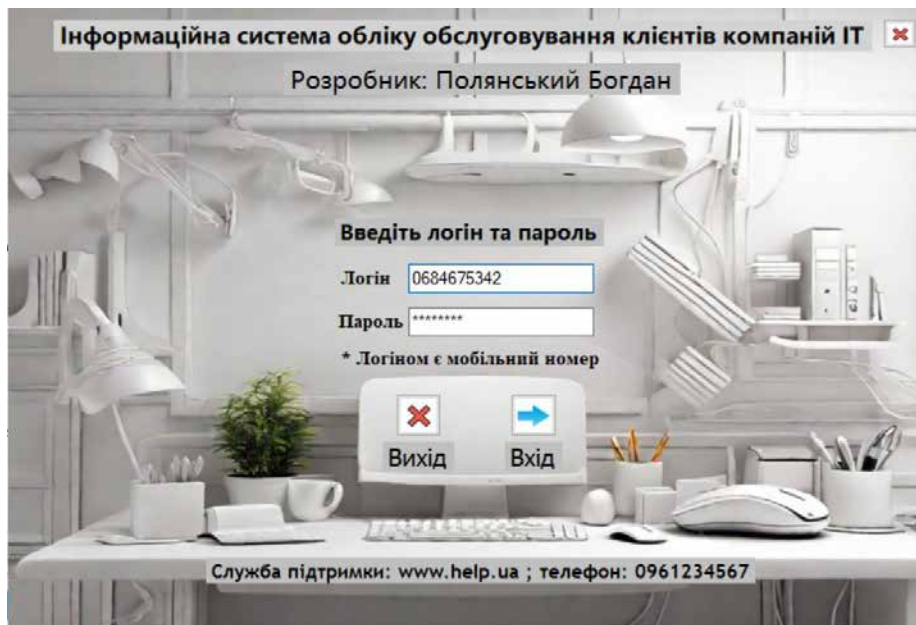 Інформаційна система обліку обслуговування клієнтів компаній ІТ
Розробник: Полянський Богдан
Введіть логін та пароль
Логін 0684675342
Пароль ********
* Логіном є мобільний номер
Вихід Вхід
Служба підтримки: www.help.ua ; телефон: 0961234567